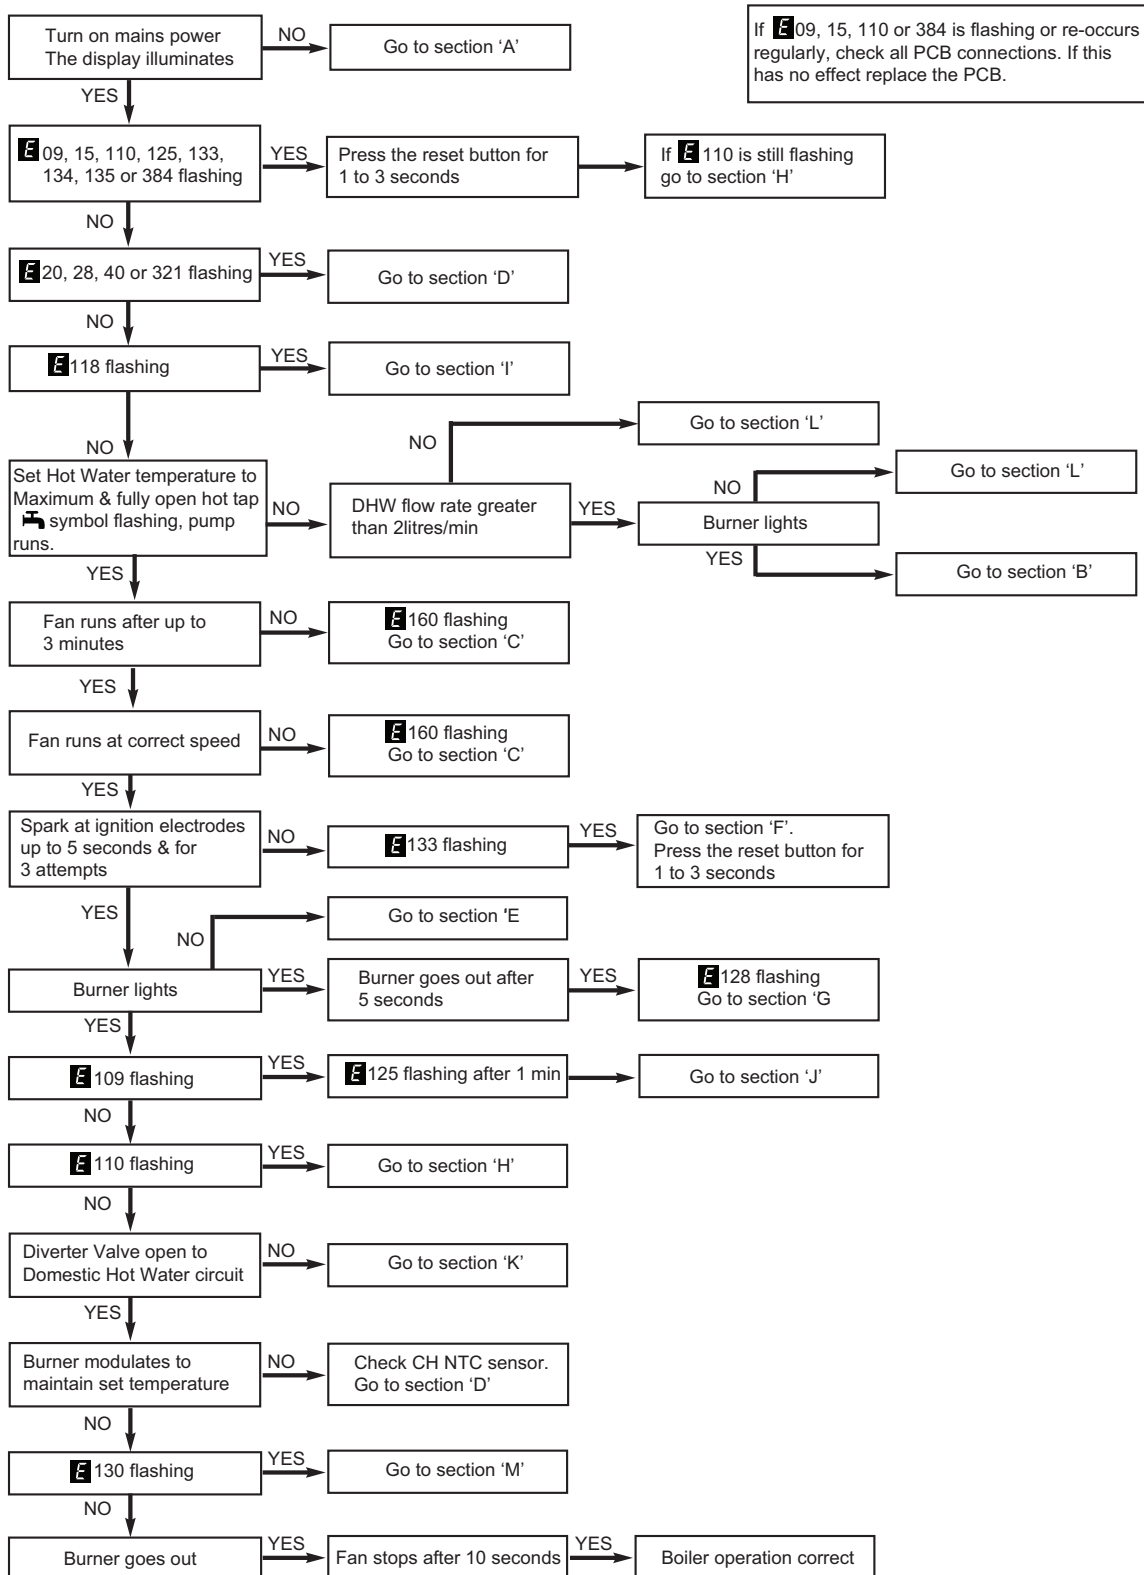 Turn on mains power
The display illuminates
NO
Go to section ‘A’
If E 09, 15, 110 or 384 is flashing or re-occurs
regularly, check all PCB connections. If this
has no effect replace the PCB.
YES
E 09, 15, 110, 125, 133,
134, 135 or 384 flashing
YES
Press the reset button for
1 to 3 seconds
If E 110 is still flashing
go to section ‘H’
NO
E 20, 28, 40 or 321 flashing
YES
Go to section ‘D’
NO
E 118 flashing
YES
Go to section ‘I’
NO
Set Hot Water temperature to
Maximum & fully open hot tap
symbol flashing, pump
runs.
NO
DHW flow rate greater
than 2litres/min
NO
Go to section ‘L’
YES
Burner lights
NO
Go to section ‘L’
YES
Go to section ‘B’
YES
Fan runs after up to
3 minutes
NO
E 160 flashing
Go to section ‘C’
YES
Fan runs at correct speed
NO
E 160 flashing
Go to section ‘C’
YES
Spark at ignition electrodes
up to 5 seconds & for
3 attempts
NO
E 133 flashing
YES
Go to section ‘F’.
Press the reset button for
1 to 3 seconds
YES
NO
Go to section 'E
Burner lights
YES
Burner goes out after
5 seconds
YES
E 128 flashing
Go to section ‘G
YES
E 109 flashing
YES
E 125 flashing after 1 min
Go to section ‘J’
NO
E 110 flashing
YES
Go to section ‘H’
NO
Diverter Valve open to
Domestic Hot Water circuit
NO
Go to section ‘K’
YES
Burner modulates to
maintain set temperature
NO
Check CH NTC sensor.
Go to section ‘D’
NO
E 130 flashing
YES
Go to section ‘M’
NO
Burner goes out
YES
Fan stops after 10 seconds
YES
Boiler operation correct